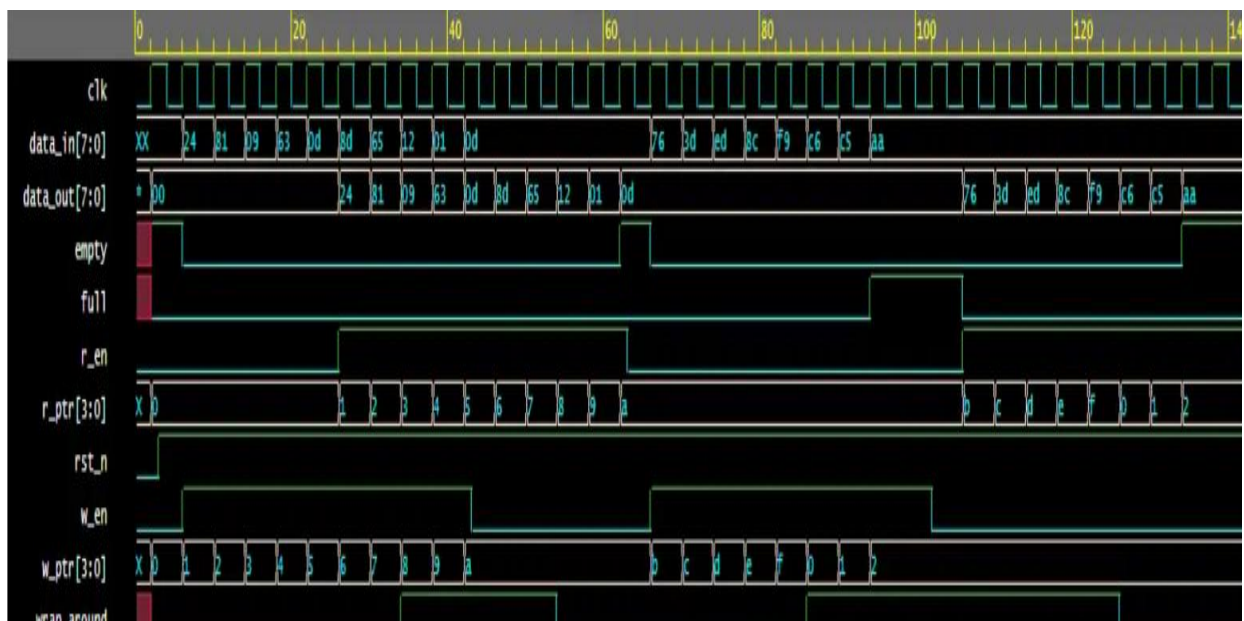 0 20 40 60 80 100 120 14
clk
data_in[7:0] XX 24 81 09 63 0d 8d 65 12 01 0d 76 3d ed 8c f9 c6 c5 aa
data_out[7:0] * 00 24 81 09 63 0d 8d 65 12 01 0d 76 3d ed 8c f9 c6 c5 aa
empty
full
r_en
r_ptr[3:0] X 0 1 2 3 4 5 6 7 8 9 a b c d e f 0 1 2
rst_n
w_en
w_ptr[3:0] X 0 1 2 3 4 5 6 7 8 9 a b c d e f 0 1 2
wrap_around